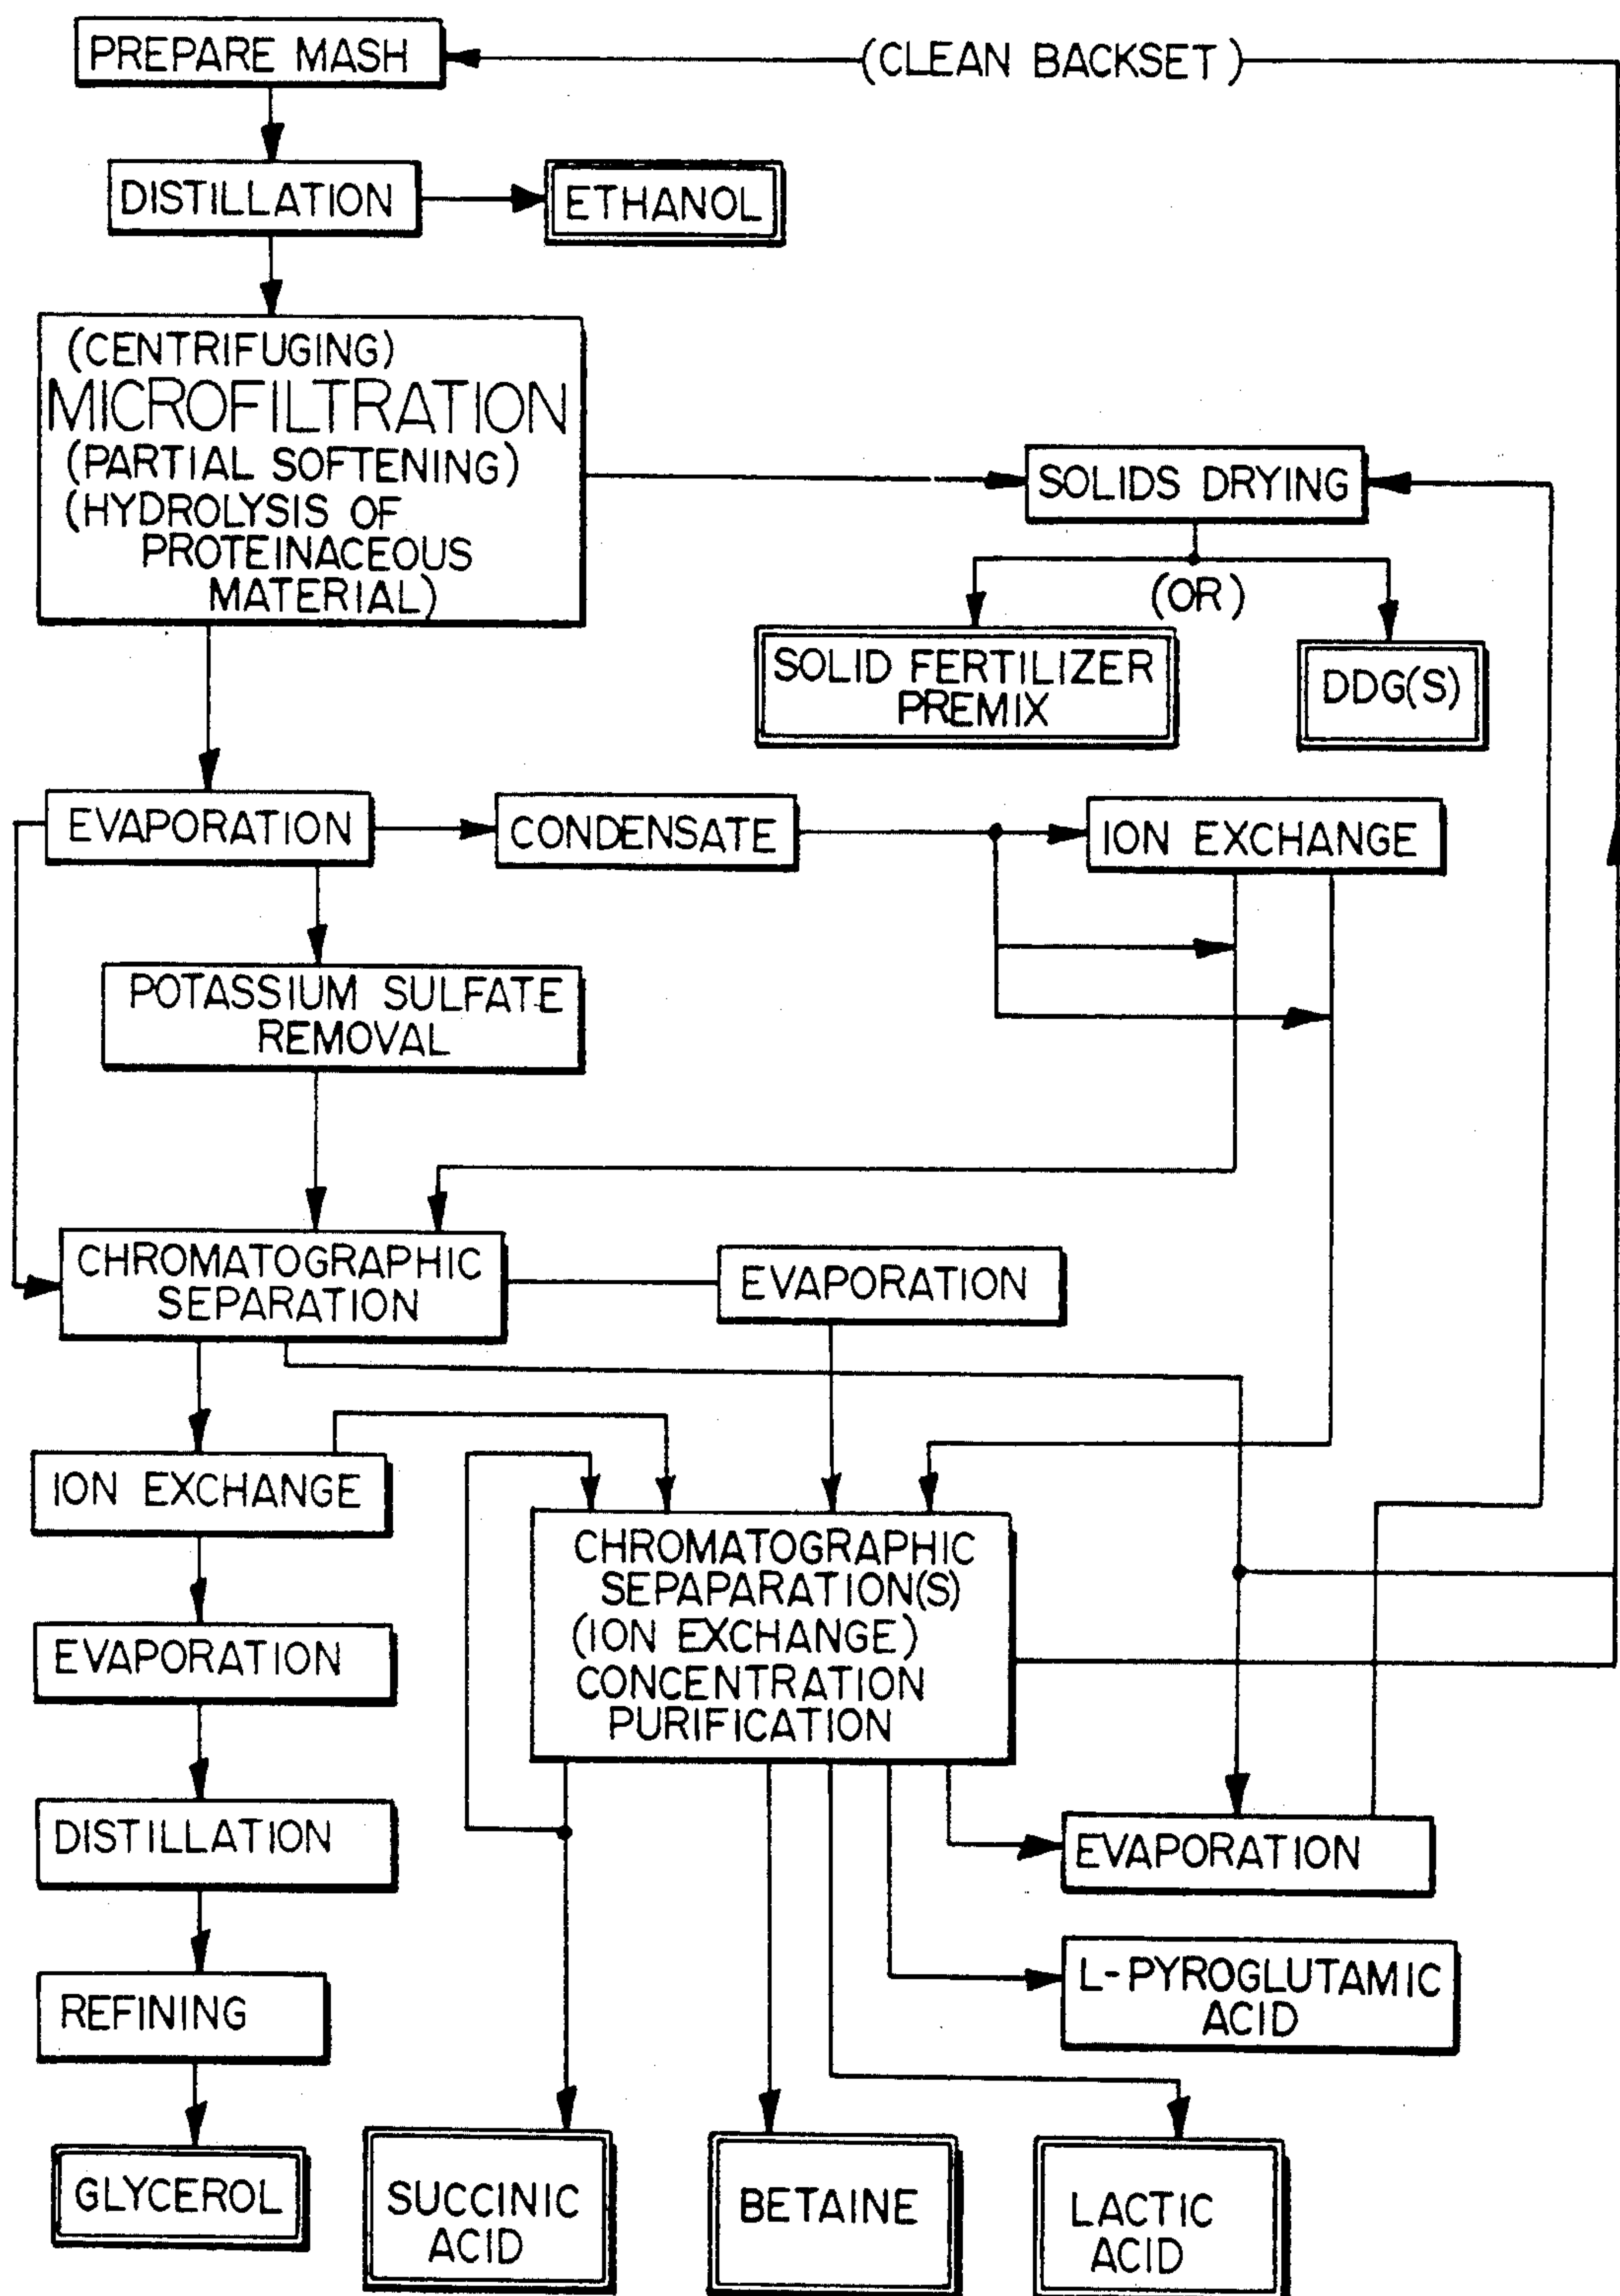 PREPARE MASH
(CLEAN BACKSET)
DISTILLATION
ETHANOL
(CENTRIFUGING)
MICROFILTRATION
(PARTIAL SOFTENING)
(HYDROLYSIS OF
PROTEINACEOUS
MATERIAL)
SOLIDS DRYING
(OR)
SOLID FERTILIZER
PREMIX
DDG(S)
EVAPORATION
CONDENSATE
ION EXCHANGE
POTASSIUM SULFATE
REMOVAL
CHROMATOGRAPHIC
SEPARATION
EVAPORATION
ION EXCHANGE
CHROMATOGRAPHIC
SEPAPARATION(S)
(ION EXCHANGE)
CONCENTRATION
PURIFICATION
EVAPORATION
DISTILLATION
EVAPORATION
L-PYROGLUTAMIC
ACID
REFINING
GLYCEROL
SUCCINIC
ACID
BETAINE
LACTIC
ACID